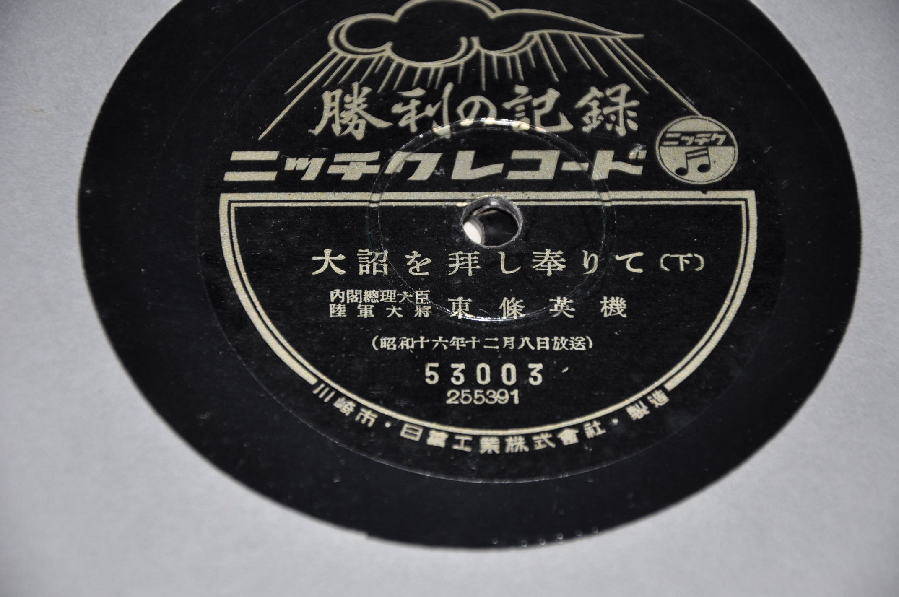 勝利の記録
ニッチクレコード
ニッチク
大詔を拝し奉りて(下)
內閣總理大臣
陸軍大將
東條英機
(昭和十六年十二月八日放送)
53003
255391
川崎市・日蓄工業株式會社・製造